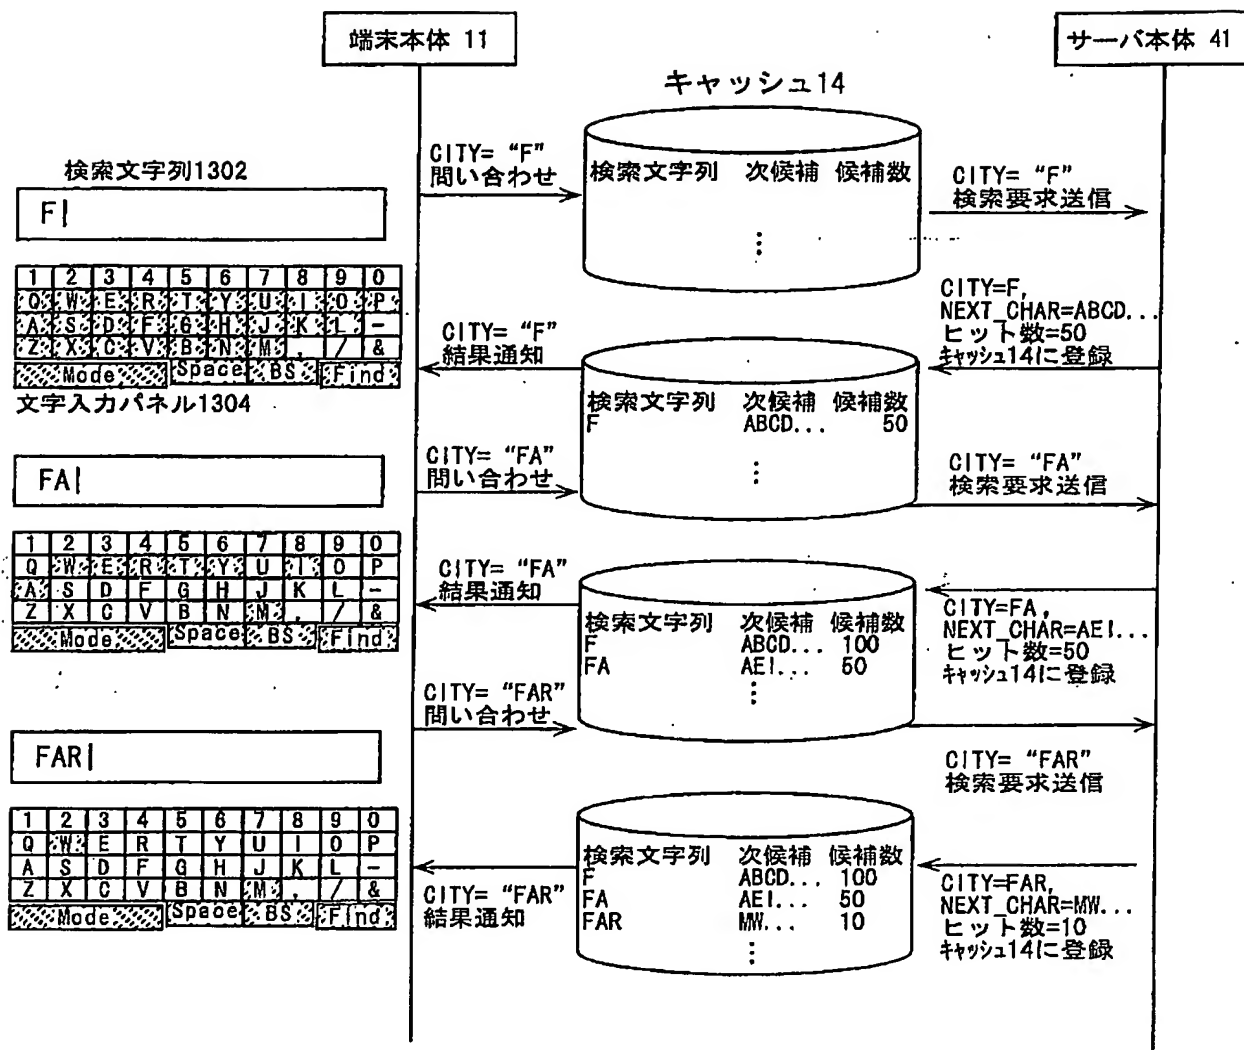 端末本体 11
サーバ本体 41
キャッシュ14
CITY= “F”
問い合わせ
検索文字列 次候補 候補数
⋮
CITY= “F”
検索要求送信
検索文字列1302
F|
1 2 3 4 5 6 7 8 9 0
Q W E R T Y U I O P
A S D F G H J K L -
Z X C V B N M , / &
Mode Space BS Find
文字入力パネル1304
CITY=F,
NEXT_CHAR=ABCD...
ヒット数=50
キャッシュ14に登録
CITY= “F”
結果通知
検索文字列 次候補 候補数
F ABCD... 50
⋮
CITY= “FA”
問い合わせ
CITY= “FA”
検索要求送信
FA|
1 2 3 4 5 6 7 8 9 0
Q W E R T Y U I O P
A S D F G H J K L -
Z X C V B N M , / &
Mode Space BS Find
CITY= “FA”
結果通知
検索文字列 次候補 候補数
F ABCD... 100
FA AEI... 50
⋮
CITY=FA,
NEXT_CHAR=AEI...
ヒット数=50
キャッシュ14に登録
CITY= “FAR”
問い合わせ
CITY= “FAR”
検索要求送信
FAR|
1 2 3 4 5 6 7 8 9 0
Q W E R T Y U I O P
A S D F G H J K L -
Z X C V B N M , / &
Mode Space BS Find
CITY= “FAR”
結果通知
検索文字列 次候補 候補数
F ABCD... 100
FA AEI... 50
FAR MW... 10
⋮
CITY=FAR,
NEXT_CHAR=MW...
ヒット数=10
キャッシュ14に登録